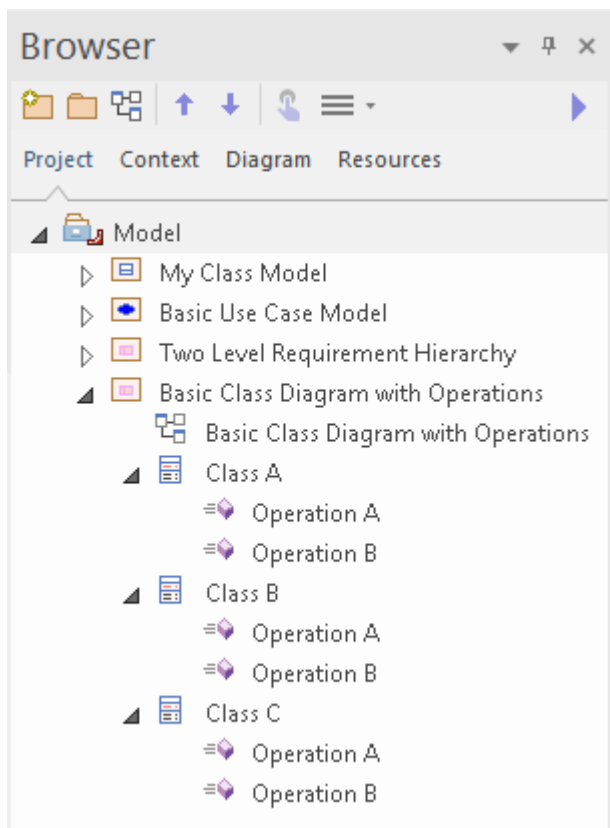 Browser
Project Context Diagram Resources
Model
My Class Model
Basic Use Case Model
Two Level Requirement Hierarchy
Basic Class Diagram with Operations
Basic Class Diagram with Operations
Class A
Operation A
Operation B
Class B
Operation A
Operation B
Class C
Operation A
Operation B